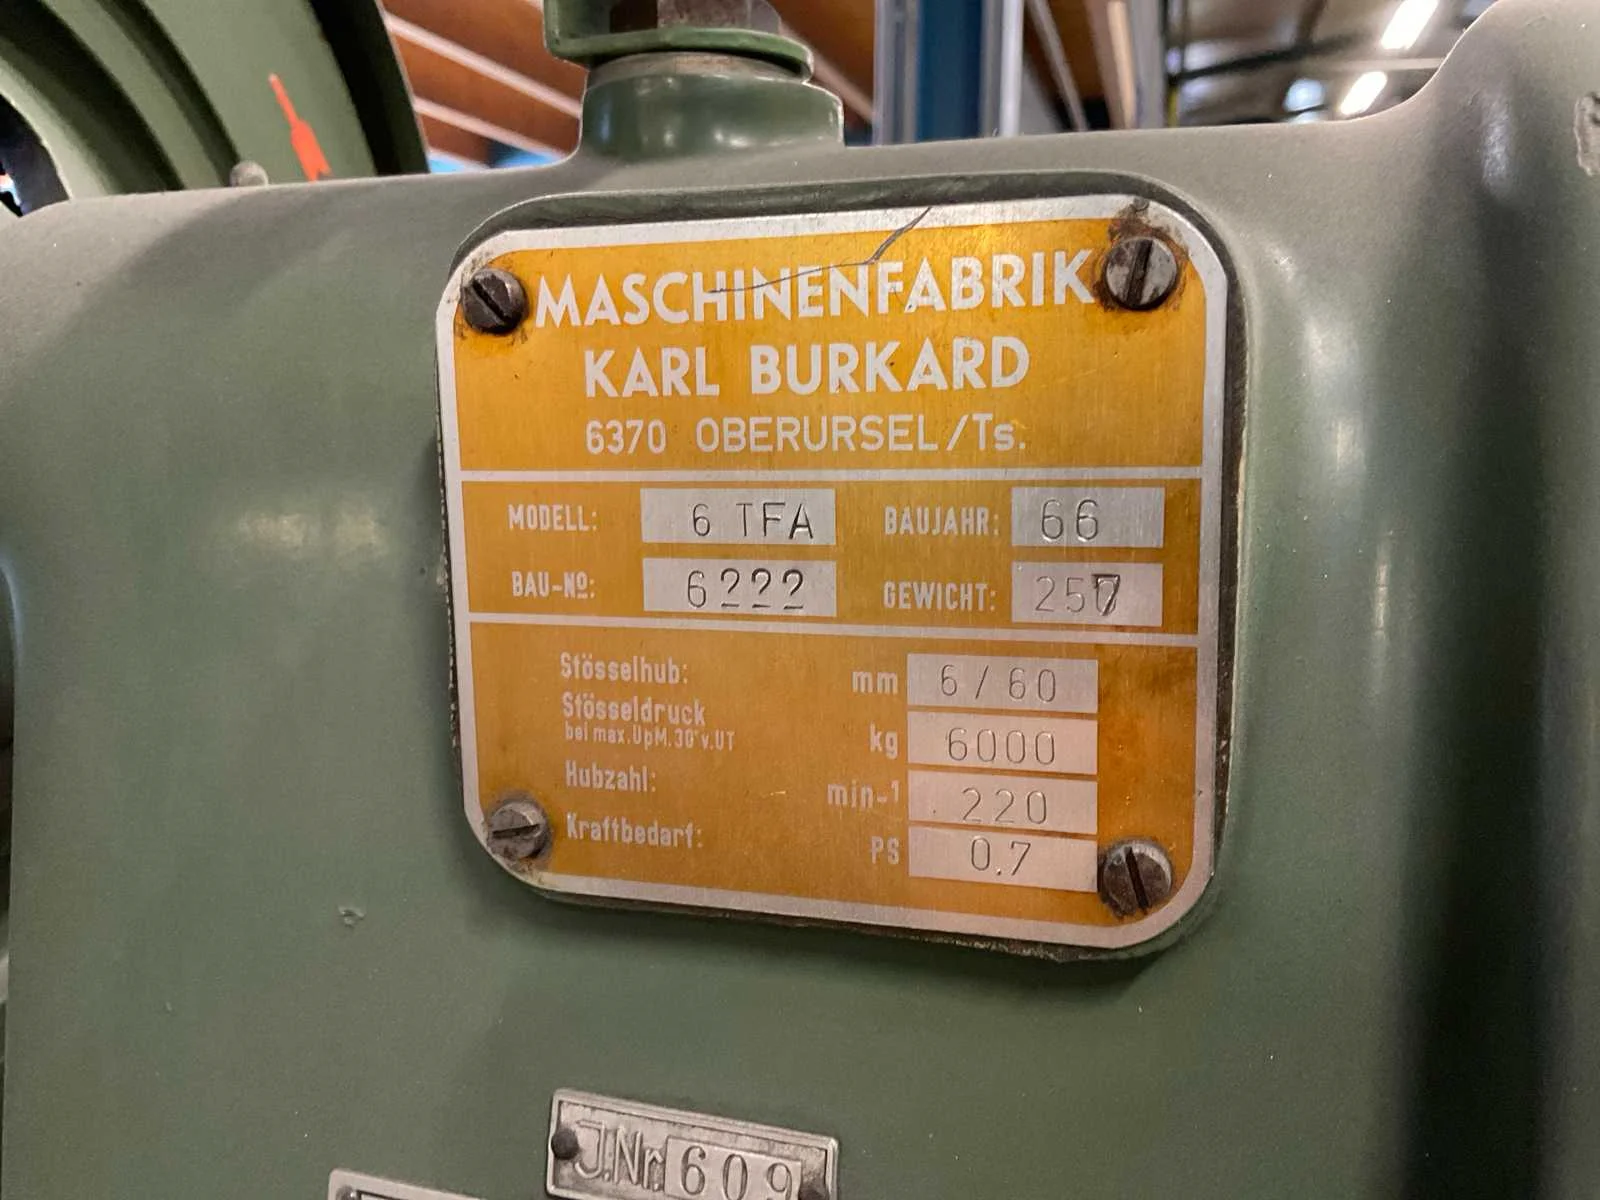 MASCHINENFABRIK
KARL BURKARD
6370 OBERURSEL/Ts.
MODELL: 6 TFA BAUJAHR: 66
BAU-No: 6222 GEWICHT:
Stösselhub: mm 6/60
Stösseldruck
bei max.UpM.30°v.UT kg 6000
Hubzahl: min-¹ 220
Kraftbedarf: PS 0.7
J.Nr. 609